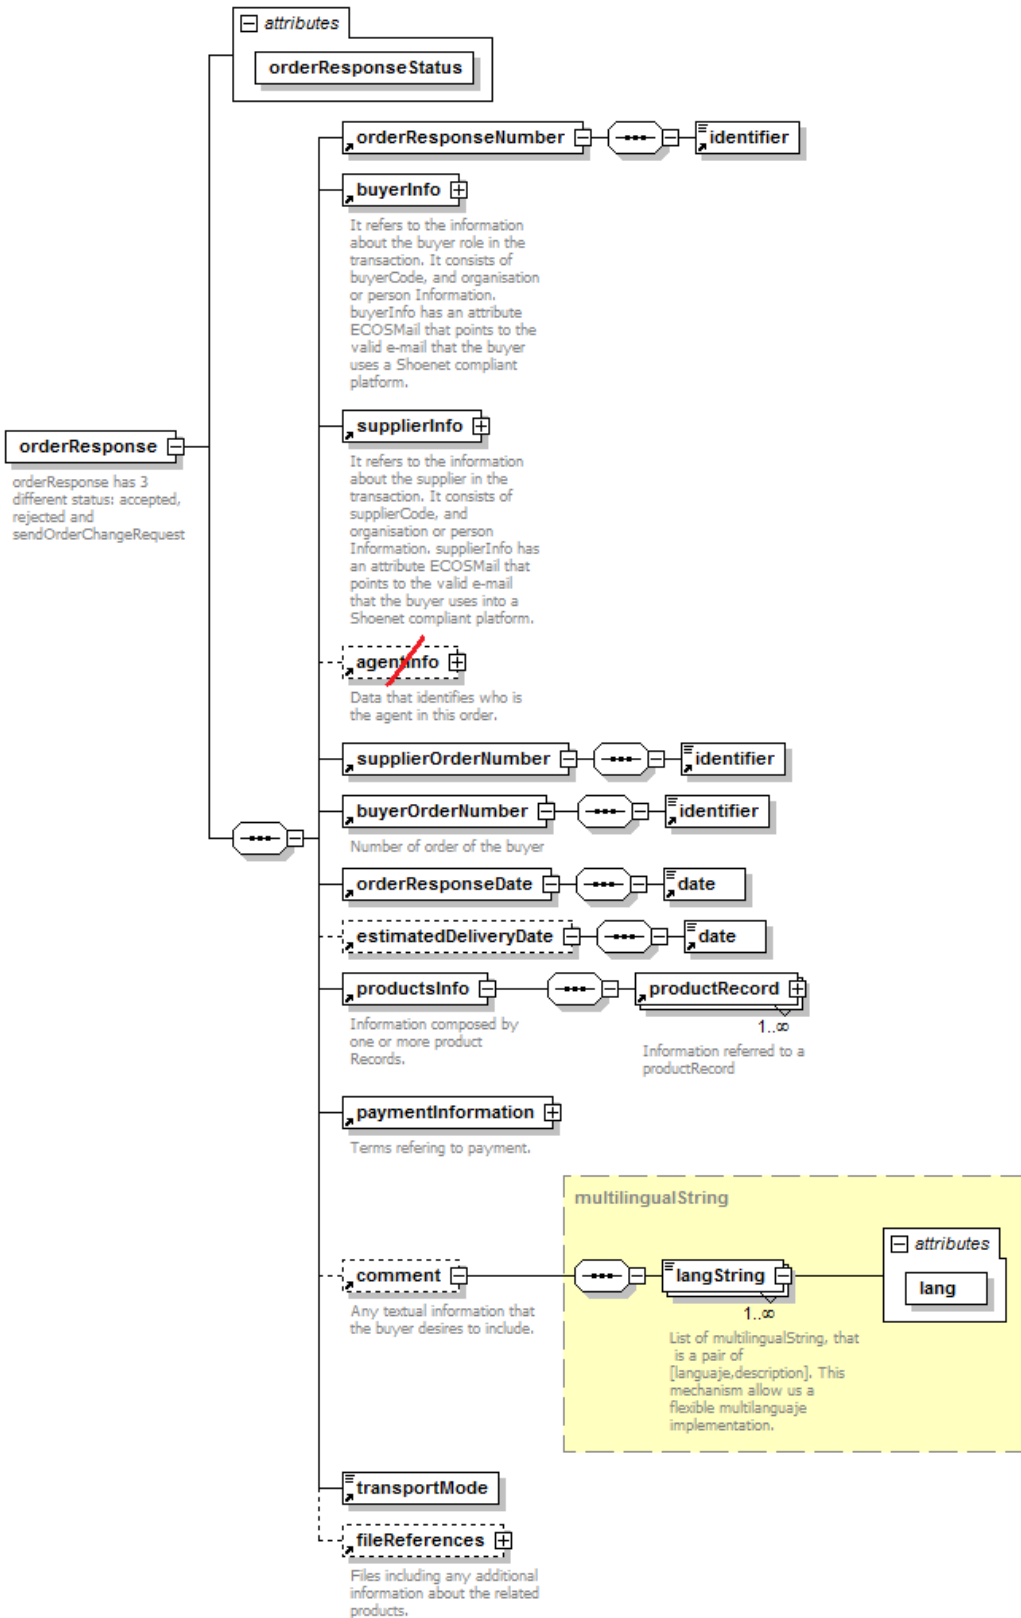 attributes
orderResponseStatus
orderResponseNumber
identifier
buyerInfo
It refers to the information
about the buyer role in the
transaction. It consists of
buyerCode, and organisation
or person Information.
buyerInfo has an attribute
ECOSMail that points to the
valid e-mail that the buyer
uses a Shoenet compliant
platform.
supplierInfo
It refers to the information
about the supplier in the
transaction. It consists of
supplierCode, and
organisation or person
Information. supplierInfo has
an attribute ECOSMail that
points to the valid e-mail
that the buyer uses into a
Shoenet compliant platform.
orderResponse
orderResponse has 3
different status: accepted,
rejected and
sendOrderChangeRequest
agentInfo
Data that identifies who is
the agent in this order.
supplierOrderNumber
identifier
buyerOrderNumber
identifier
Number of order of the buyer
orderResponseDate
date
estimatedDeliveryDate
date
productsInfo
productRecord
1..∞
Information composed by
one or more product
Records.
Information referred to a
productRecord
paymentInformation
Terms refering to payment.
multilingualString
comment
langString
attributes
lang
1..∞
Any textual information that
the buyer desires to include.
List of multilingualString, that
is a pair of
[languaje,description]. This
mechanism allow us a
flexible multilanguaje
implementation.
transportMode
fileReferences
Files including any additional
information about the related
products.